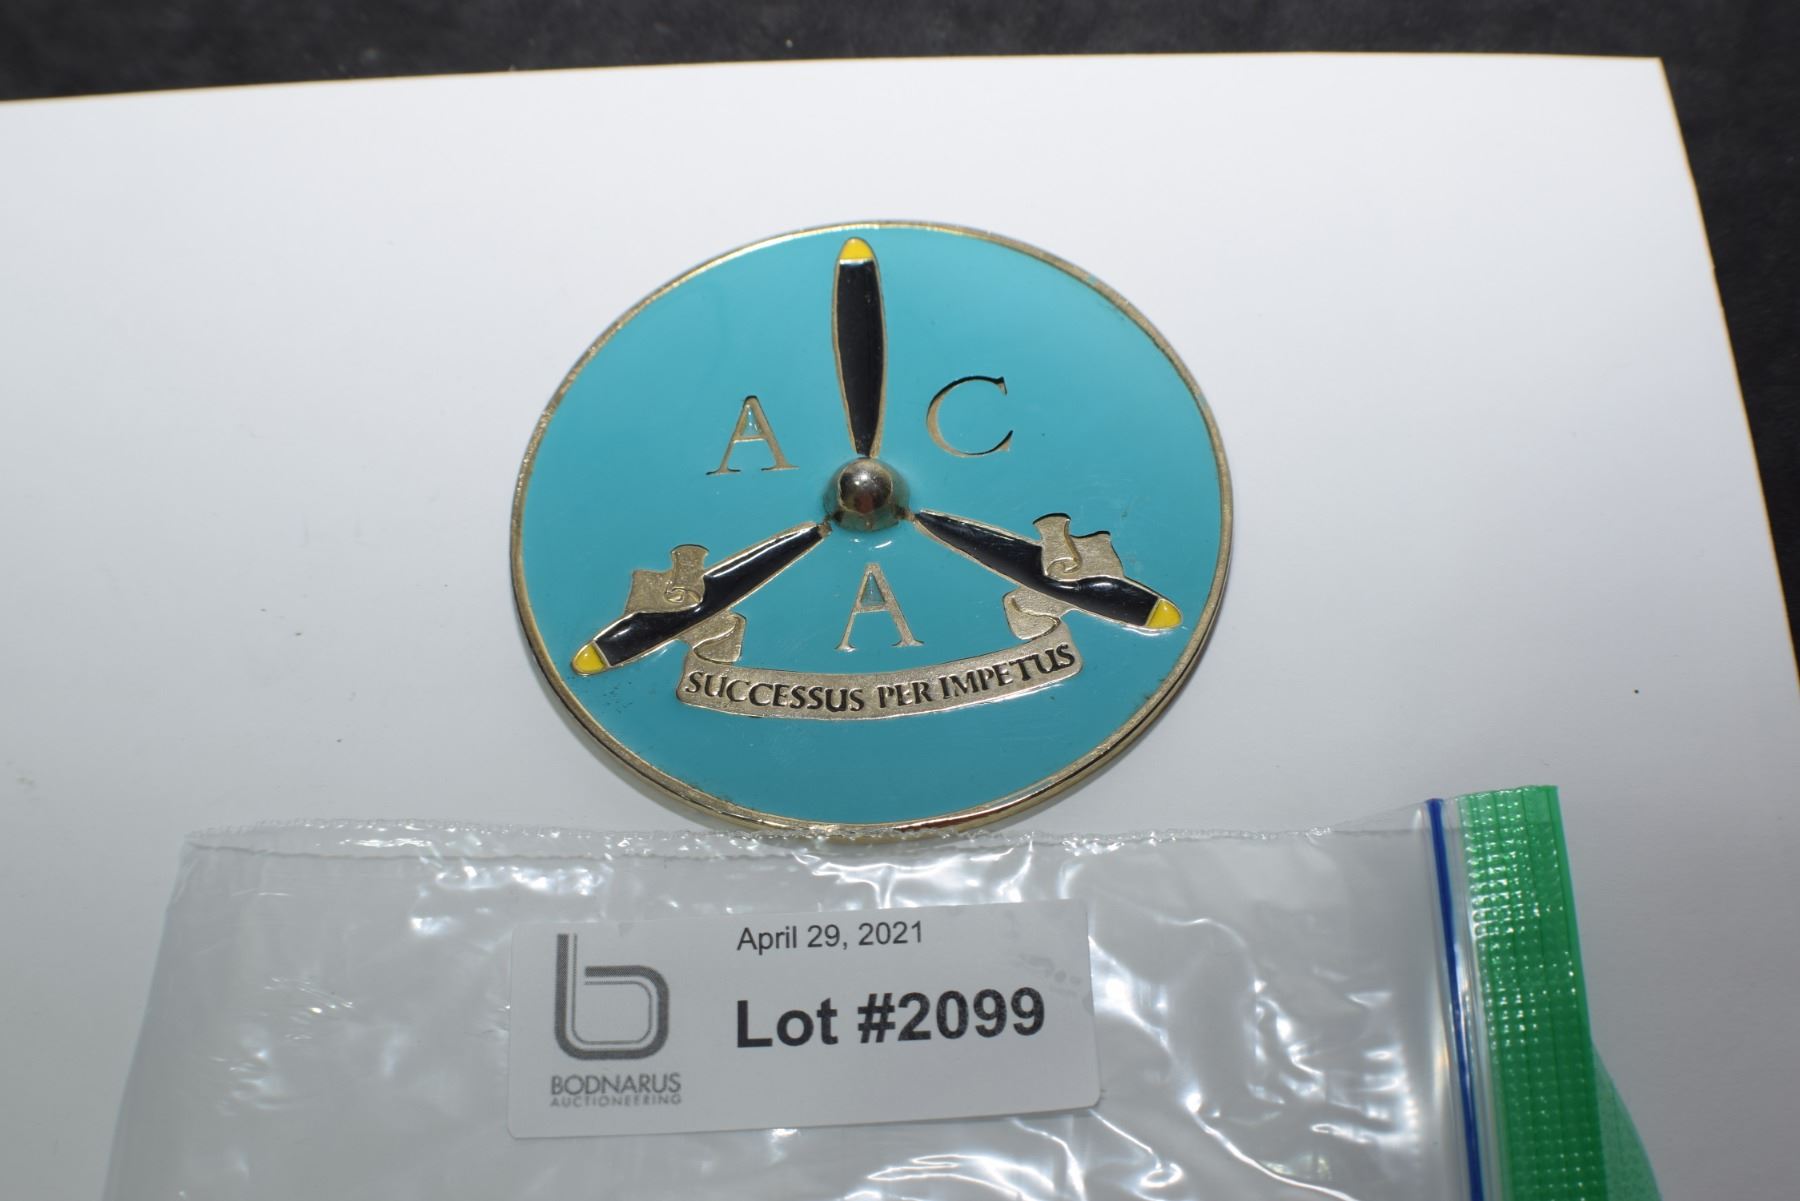 A C
A
SUCCESSUS PER IMPETUS
April 29, 2021
Lot #2099
BODNARUS
AUCTIONEERING